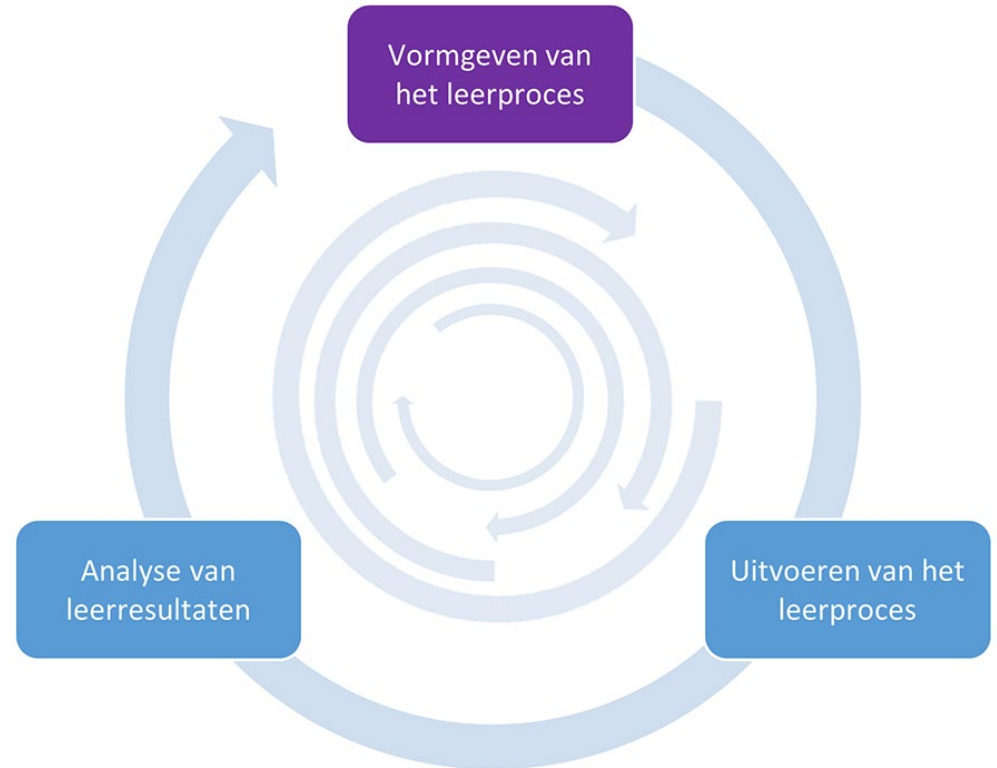 Vormgeven van
het leerproces
Analyse van
leerresultaten
Uitvoeren van het
leerproces